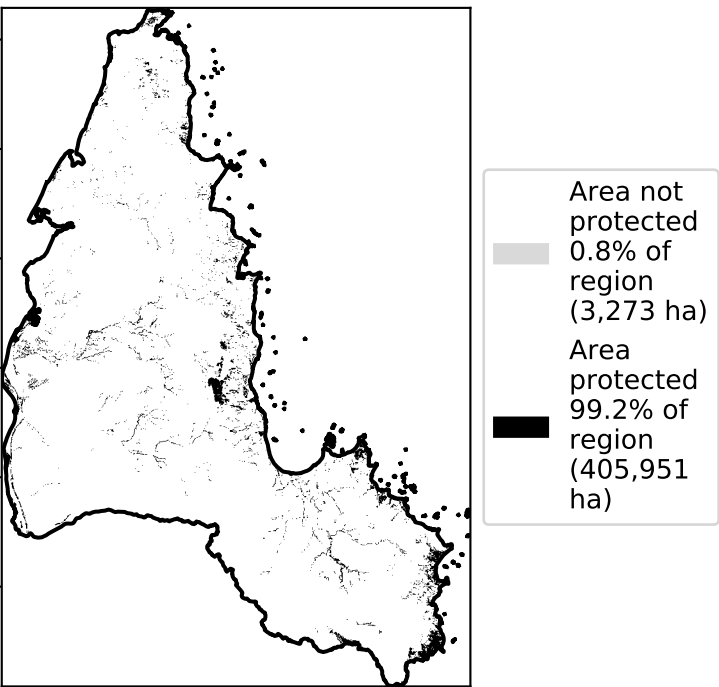 Area not
protected
0.8% of
region
(3,273 ha)
Area
protected
99.2% of
region
(405,951
ha)